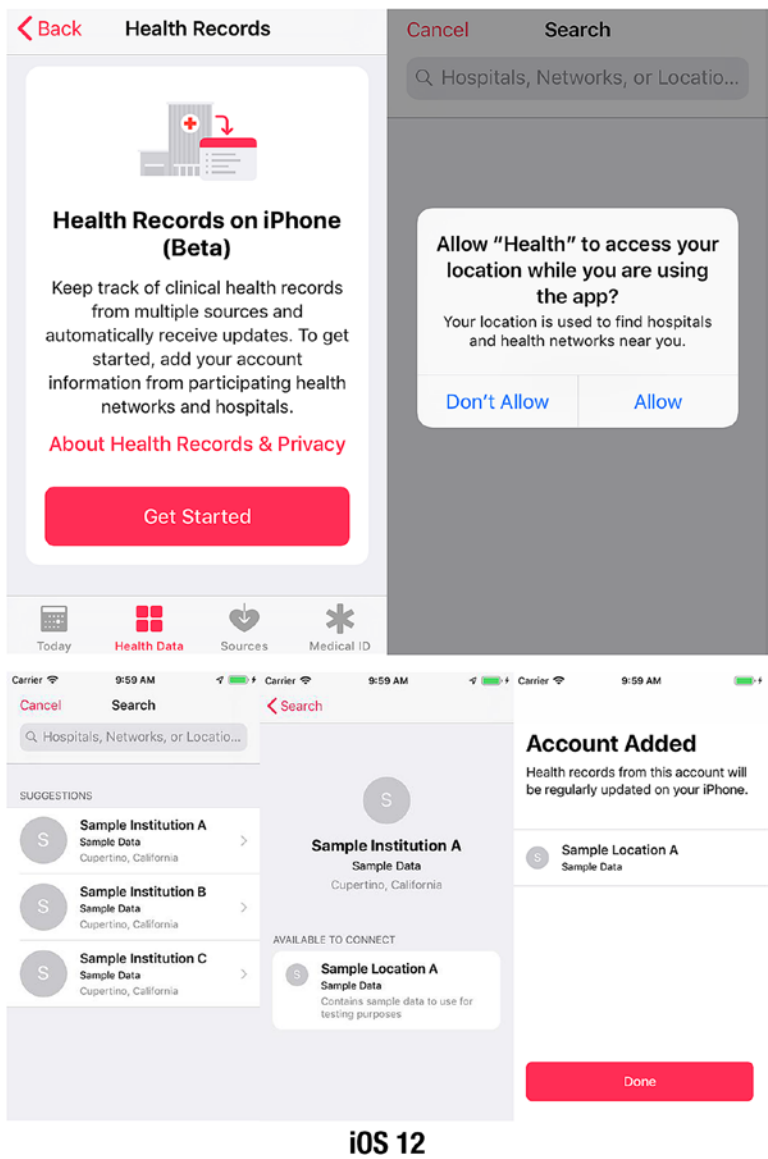 Back
Health Records
Health Records on iPhone
(Beta)
Keep track of clinical health records
from multiple sources and
automatically receive updates. To get
started, add your account
information from participating health
networks and hospitals.
About Health Records & Privacy
Get Started
Today
Health Data
Sources
Medical ID
Cancel
Search
Hospitals, Networks, or Locatio...
Allow “Health” to access your
location while you are using
the app?
Your location is used to find hospitals
and health networks near you.
Don't Allow
Allow
Carrier
9:59 AM
Cancel
Search
Hospitals, Networks, or Locatio...
SUGGESTIONS
S
Sample Institution A
Sample Data
Cupertino, California
S
Sample Institution B
Sample Data
Cupertino, California
S
Sample Institution C
Sample Data
Cupertino, California
Carrier
9:59 AM
Search
S
Sample Institution A
Sample Data
Cupertino, California
AVAILABLE TO CONNECT
S
Sample Location A
Sample Data
Contains sample data to use for
testing purposes
Carrier
9:59 AM
Account Added
Health records from this account will
be regularly updated on your iPhone.
S
Sample Location A
Sample Data
Done
iOS 12